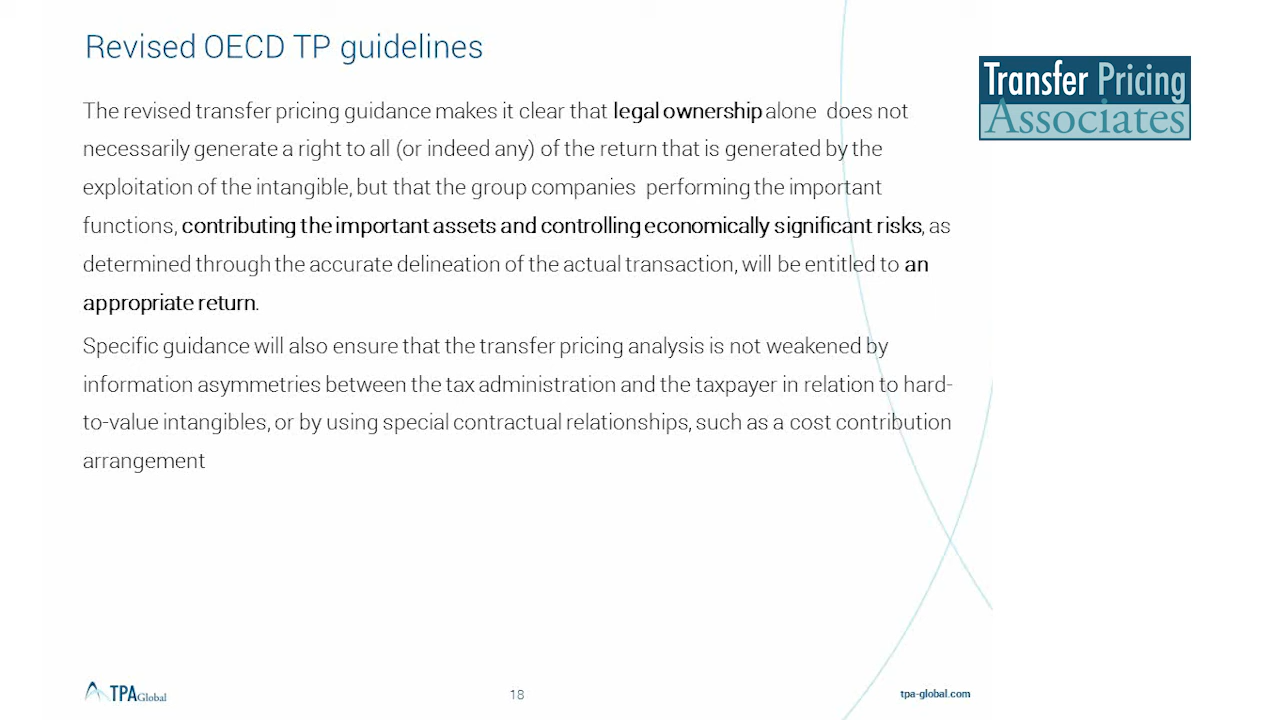 Revised OECD TP guidelines
Transfer Pricing
Associates
The revised transfer pricing guidance makes it clear that legal ownership alone does not
necessarily generate a right to all (or indeed any) of the return that is generated by the
exploitation of the intangible, but that the group companies performing the important
functions, contributing the important assets and controlling economically significant risks, as
determined through the accurate delineation of the actual transaction, will be entitled to an
appropriate return.
Specific guidance will also ensure that the transfer pricing analysis is not weakened by
information asymmetries between the tax administration and the taxpayer in relation to hard-
to-value intangibles, or by using special contractual relationships, such as a cost contribution
arrangement
TPA Global
18
tpa-global.com